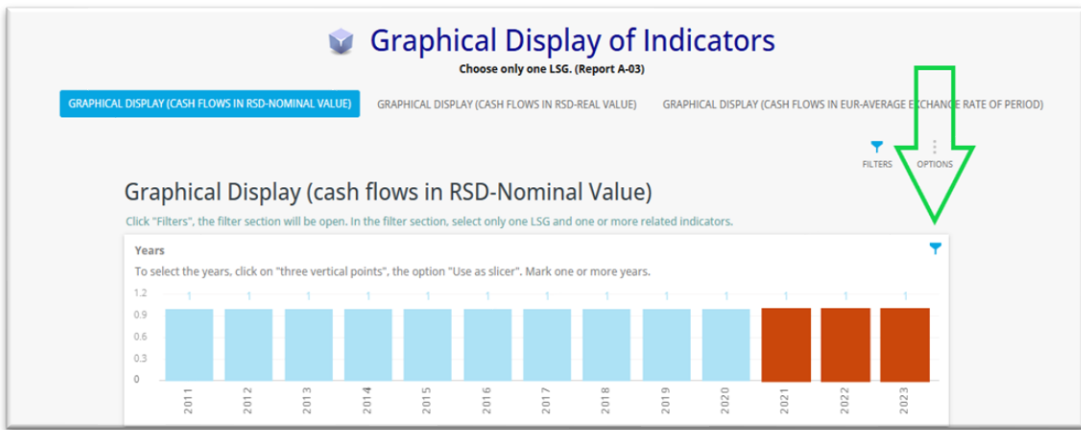 Graphical Display of Indicators
Choose only one LSG. (Report A-03)
GRAPHICAL DISPLAY (CASH FLOWS IN RSD-NOMINAL VALUE)
GRAPHICAL DISPLAY (CASH FLOWS IN RSD-REAL VALUE)
GRAPHICAL DISPLAY (CASH FLOWS IN EUR-AVERAGE EXCHANGE RATE OF PERIOD)
FILTERS
OPTIONS
Graphical Display (cash flows in RSD-Nominal Value)
Click "Filters", the filter section will be open. In the filter section, select only one LSG and one or more related indicators.
Years
To select the years, click on "three vertical points", the option "Use as slicer". Mark one or more years.
1.2
1 1 1 1 1 1 1 1 1 1 1 1 1
0.9
0.6
0.3
0
2011 2012 2013 2014 2015 2016 2017 2018 2019 2020 2021 2022 2023